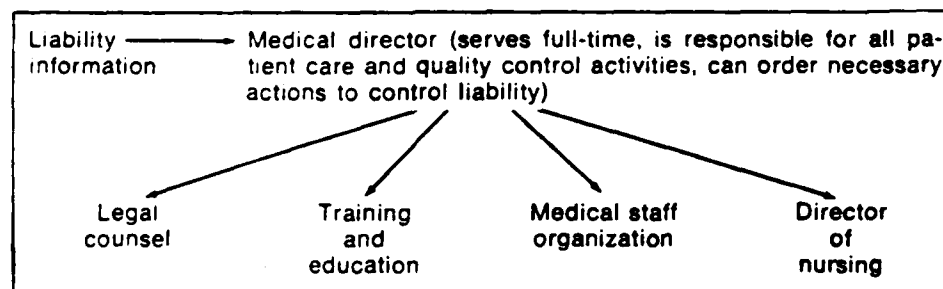 Liability Medical director (serves full-time, is responsible for all pa-
information tient care and quality control activities, can order necessary
actions to control liability)
Legal
counsel
Training
and
education
Medical staff
organization
Director
of
nursing